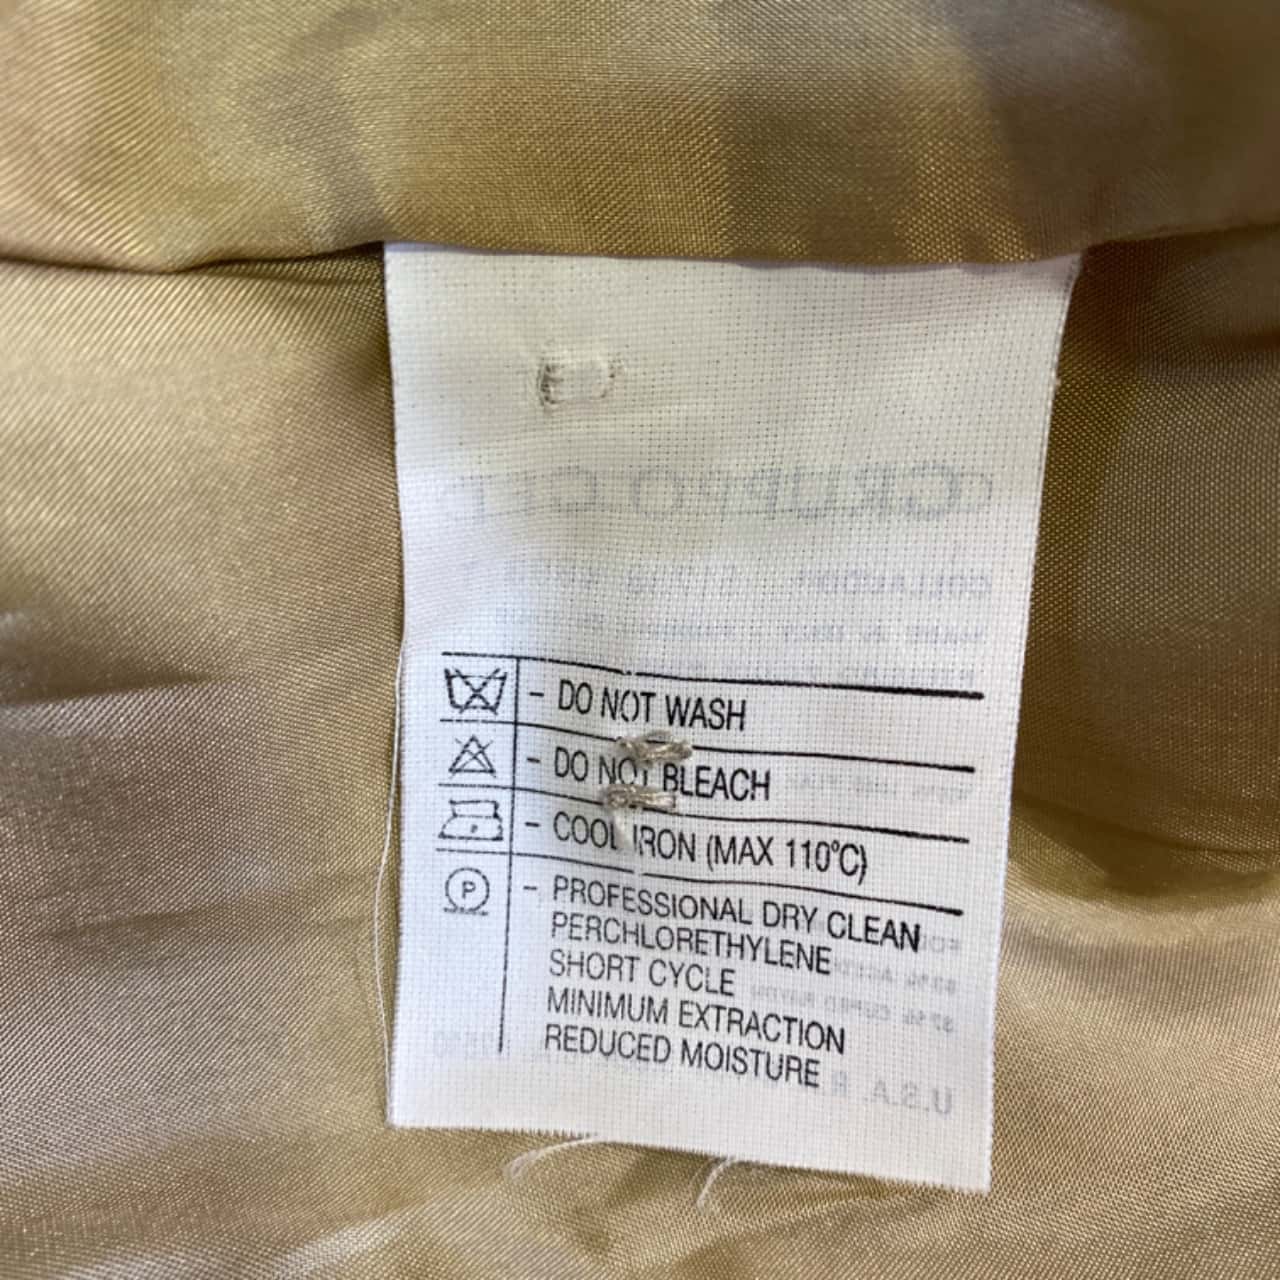 - DO NOT WASH
- DO NOT BLEACH
- COOL IRON (MAX 110°C)
P - PROFESSIONAL DRY CLEAN
PERCHLORETHYLENE
SHORT CYCLE
MINIMUM EXTRACTION
REDUCED MOISTURE
U.S.A.